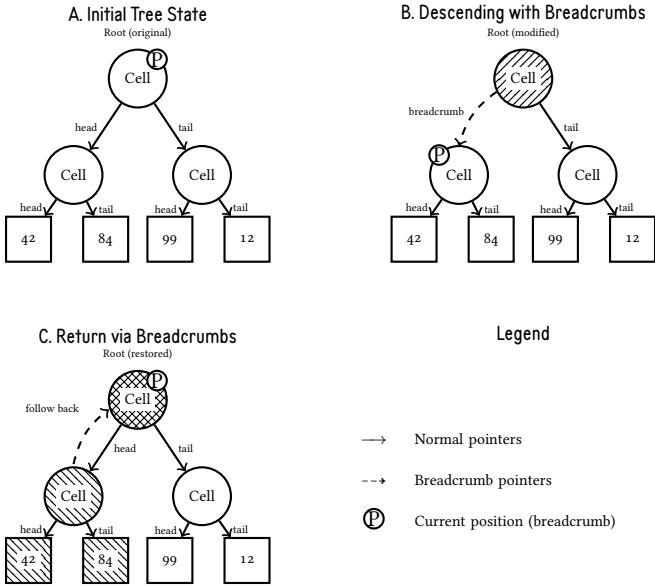 A. Initial Tree State
Root (original)
P
Cell
head
tail
Cell
Cell
head
tail
head
tail
42
84
99
12
B. Descending with Breadcrumbs
Root (modified)
Cell
breadcrumb
tail
P
Cell
Cell
head
tail
head
tail
42
84
99
12
C. Return via Breadcrumbs
Root (restored)
P
Cell
follow back
head
tail
Cell
Cell
head
tail
head
tail
42
84
99
12
Legend
Normal pointers
Breadcrumb pointers
P Current position (breadcrumb)